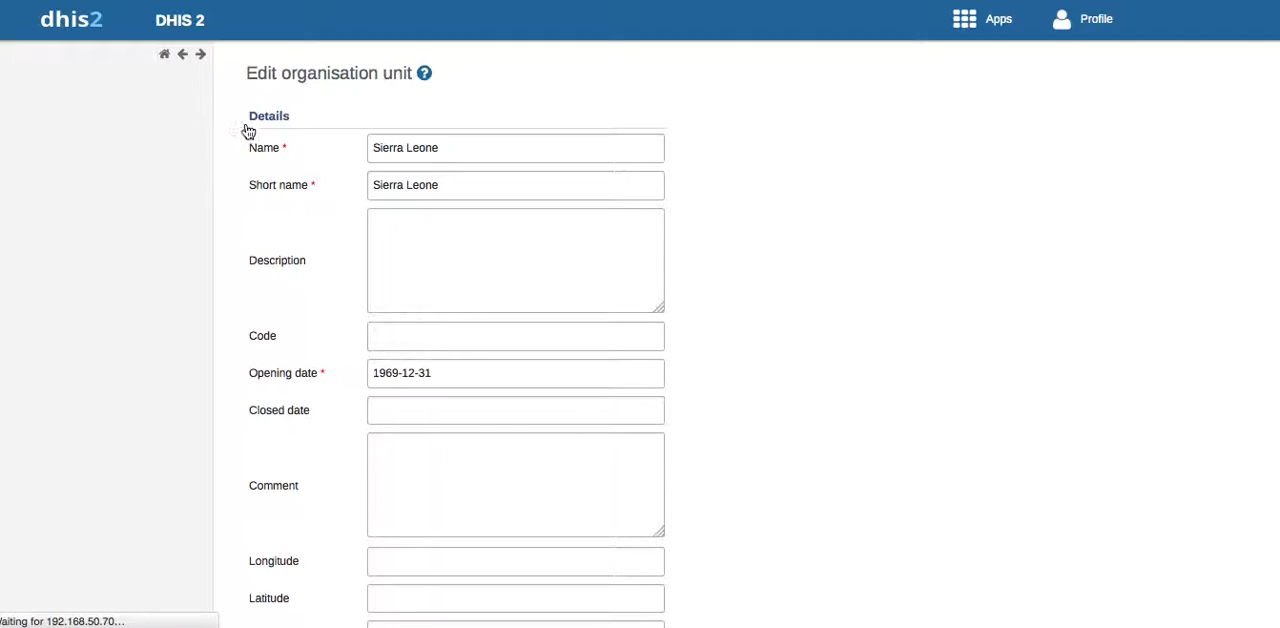 dhis2 DHIS 2 Apps Profile
Edit organisation unit ?
Details
Name * Sierra Leone
Short name * Sierra Leone
Description
Code
Opening date * 1969-12-31
Closed date
Comment
Longitude
Latitude
Waiting for 192.168.50.70...